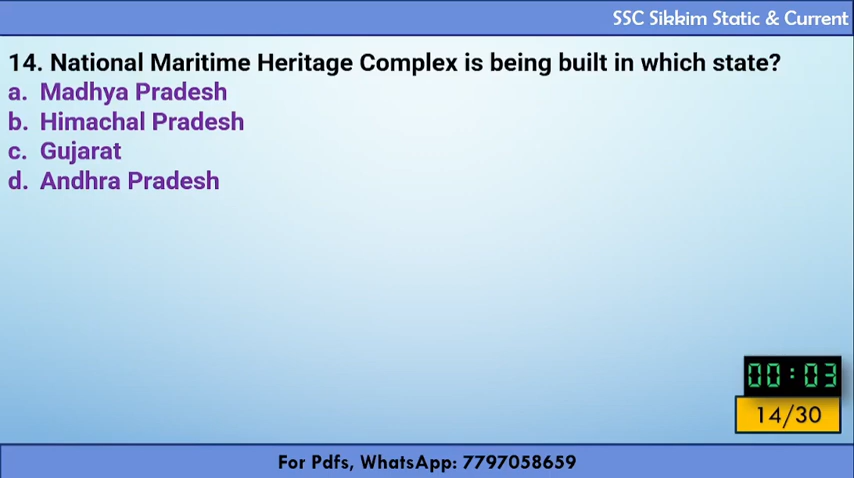 SSC Sikkim Static & Current
14. National Maritime Heritage Complex is being built in which state?
a. Madhya Pradesh
b. Himachal Pradesh
c. Gujarat
d. Andhra Pradesh
00:03
14/30
For Pdfs, WhatsApp: 7797058659